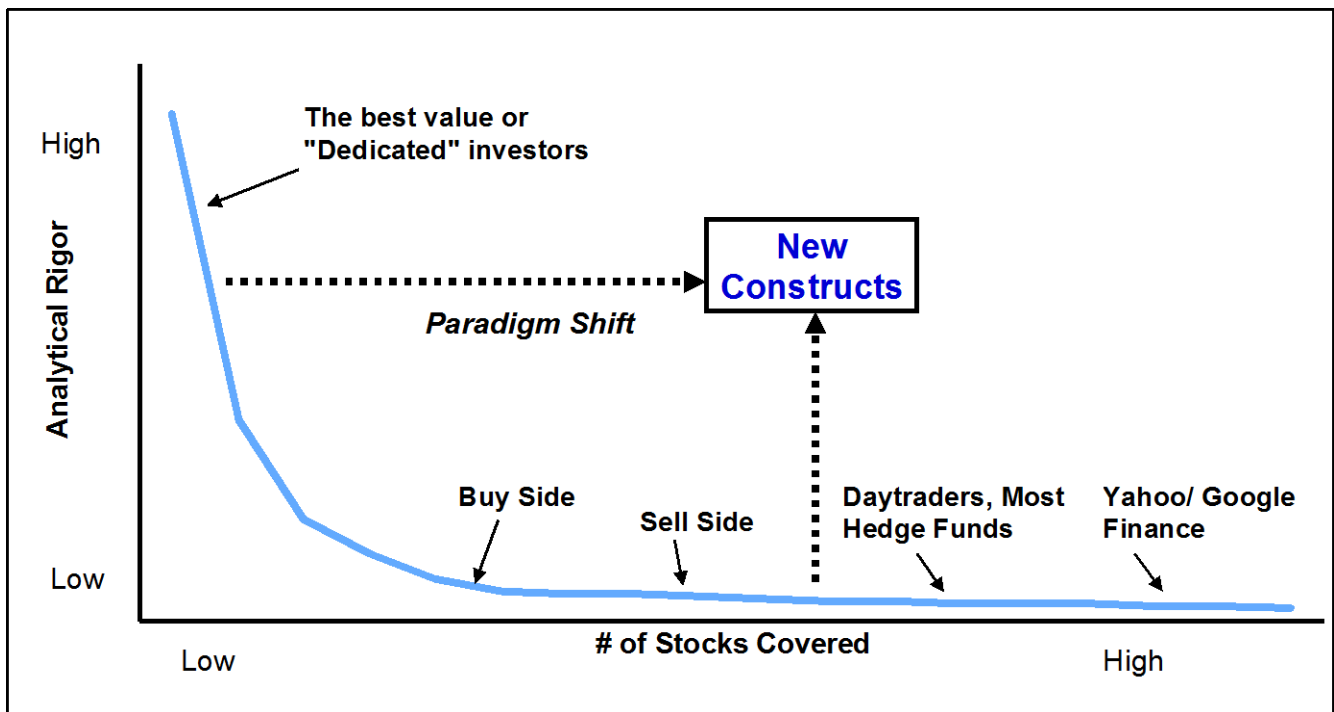 The best value or
"Dedicated" investors
High
Analytical Rigor
New
Constructs
Paradigm Shift
Buy Side
Sell Side
Daytraders, Most
Hedge Funds
Yahoo/ Google
Finance
Low
# of Stocks Covered
Low
High